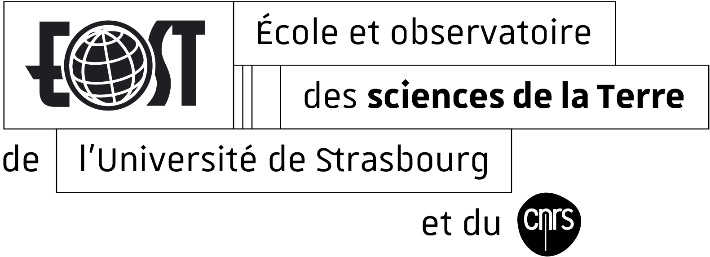 EOST
École et observatoire
des sciences de la Terre
de l'Université de Strasbourg
et du cnrs